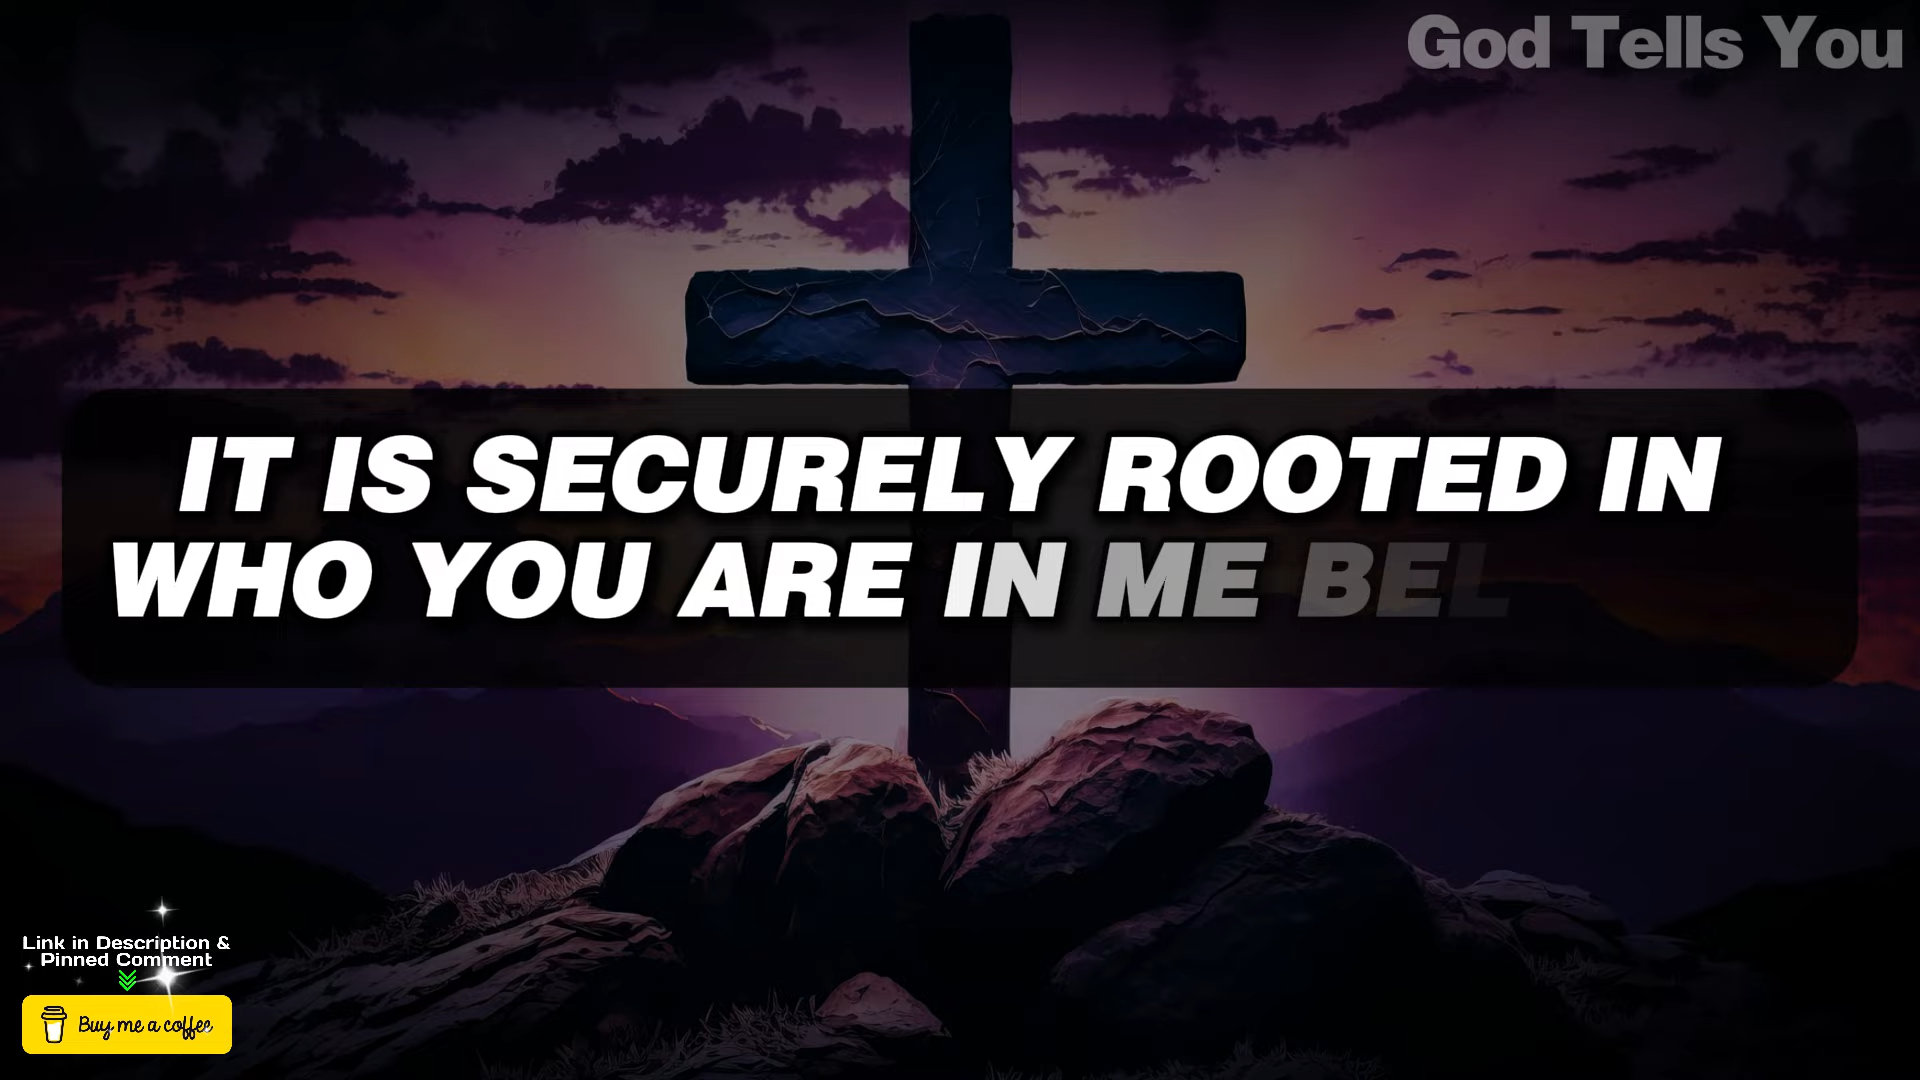 God Tells You
IT IS SECURELY ROOTED IN
WHO YOU ARE IN ME BEL
Link in Description &
Pinned Comment
Buy me a coffee